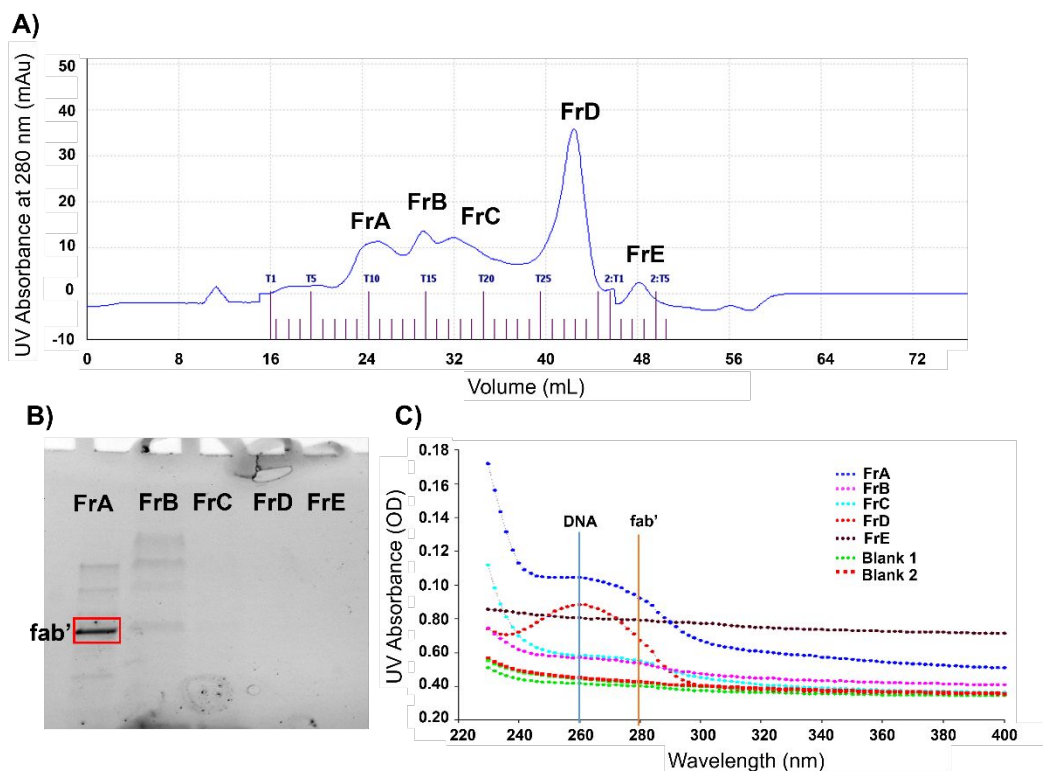 A)
UV Absorbance at 280 nm (mAu)
50
40
30
20
10
0
-10
FrA
FrB
FrC
FrD
FrE
T1
T5
T10
T15
T20
T25
2:T1
2:T5
0 8 16 24 32 40 48 56 64 72
Volume (mL)
B)
FrA FrB FrC FrD FrE
fab'
C)
UV Absorbance (OD)
0.18
0.16
0.14
0.12
0.10
0.80
0.60
0.40
0.20
DNA
fab'
FrA
FrB
FrC
FrD
FrE
Blank 1
Blank 2
220 240 260 280 300 320 340 360 380 400
Wavelength (nm)